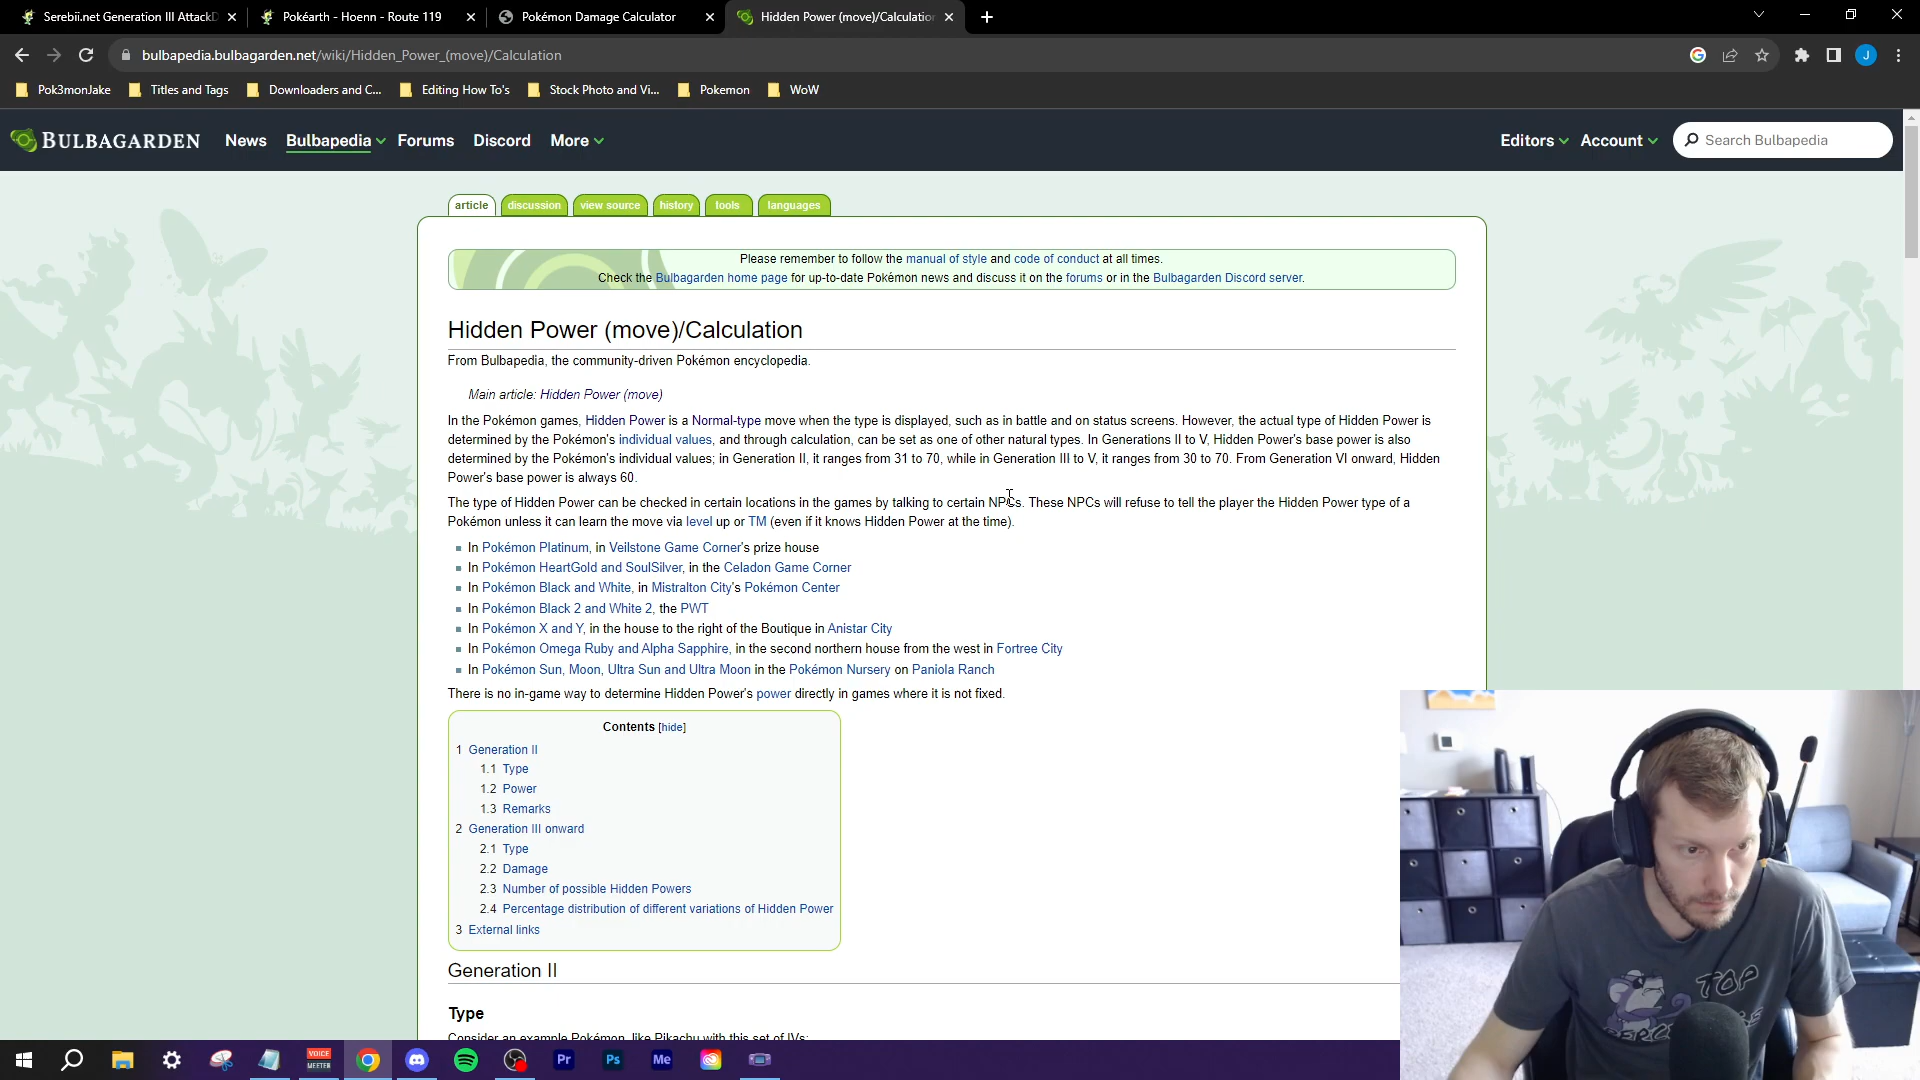 Serebii.net Generation III AttackD
Pokéarth - Hoenn - Route 119
Pokémon Damage Calculator
Hidden Power (move)/Calculation
bulbapedia.bulbagarden.net/wiki/Hidden_Power_(move)/Calculation
J
Pok3monJake
Titles and Tags
Downloaders and C...
Editing How To's
Stock Photo and Vi...
Pokemon
WoW
BULBAGARDEN
News
Bulbapedia
Forums
Discord
More
Editors
Account
Search Bulbapedia
article
discussion
view source
history
tools
languages
Please remember to follow the manual of style and code of conduct at all times.
Check the Bulbagarden home page for up-to-date Pokémon news and discuss it on the forums or in the Bulbagarden Discord server.
Hidden Power (move)/Calculation
From Bulbapedia, the community-driven Pokémon encyclopedia.
Main article: Hidden Power (move)
In the Pokémon games, Hidden Power is a Normal-type move when the type is displayed, such as in battle and on status screens. However, the actual type of Hidden Power is
determined by the Pokémon's individual values, and through calculation, can be set as one of other natural types. In Generations II to V, Hidden Power's base power is also
determined by the Pokémon's individual values; in Generation II, it ranges from 31 to 70, while in Generation III to V, it ranges from 30 to 70. From Generation VI onward, Hidden
Power's base power is always 60.
The type of Hidden Power can be checked in certain locations in the games by talking to certain NPCs. These NPCs will refuse to tell the player the Hidden Power type of a
Pokémon unless it can learn the move via level up or TM (even if it knows Hidden Power at the time).
In Pokémon Platinum, in Veilstone Game Corner's prize house
In Pokémon HeartGold and SoulSilver, in the Celadon Game Corner
In Pokémon Black and White, in Mistralton City's Pokémon Center
In Pokémon Black 2 and White 2, the PWT
In Pokémon X and Y, in the house to the right of the Boutique in Anistar City
In Pokémon Omega Ruby and Alpha Sapphire, in the second northern house from the west in Fortree City
In Pokémon Sun, Moon, Ultra Sun and Ultra Moon in the Pokémon Nursery on Paniola Ranch
There is no in-game way to determine Hidden Power's power directly in games where it is not fixed.
Contents [hide]
1 Generation II
1.1 Type
1.2 Power
1.3 Remarks
2 Generation III onward
2.1 Type
2.2 Damage
2.3 Number of possible Hidden Powers
2.4 Percentage distribution of different variations of Hidden Power
3 External links
Generation II
Type
Consider an example Pokémon, like Pikachu with this set of IVs:
VOICE
MEETER
Pr
Ps
Me
TOP